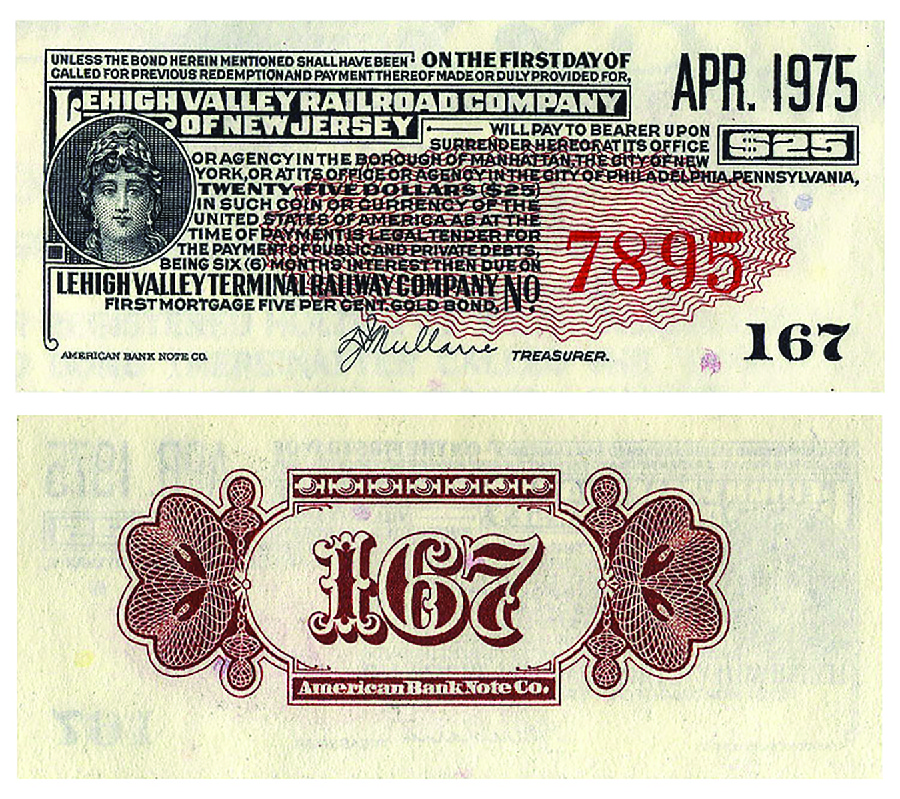 UNLESS THE BOND HEREIN MENTIONED SHALL HAVE BEEN ON THE FIRST DAY OF
CALLED FOR PREVIOUS REDEMPTION AND PAYMENT THEREOF MADE OR DULY PROVIDED FOR,
APR. 1975
LEHIGH VALLEY RAILROAD COMPANY
OF NEW JERSEY
WILL PAY TO BEARER UPON
SURRENDER HEREOF, AT ITS OFFICE
$25
OR AGENCY IN THE BOROUGH OF MANHATTAN, THE CITY OF NEW
YORK, OR AT ITS OFFICE OR AGENCY IN THE CITY OF PHILADELPHIA, PENNSYLVANIA,
TWENTY-FIVE DOLLARS ($25)
IN SUCH COIN OR CURRENCY OF THE
UNITED STATES OF AMERICA AS AT THE
TIME OF PAYMENT IS LEGAL TENDER FOR
THE PAYMENT OF PUBLIC AND PRIVATE DEBTS,
BEING SIX (6) MONTHS' INTEREST THEN DUE ON
7895
LEHIGH VALLEY TERMINAL RAILWAY COMPANY
FIRST MORTGAGE FIVE PER CENT. GOLD BOND, NO.
167
AMERICAN BANK NOTE CO.
Mullane TREASURER.
167
American Bank Note Co.